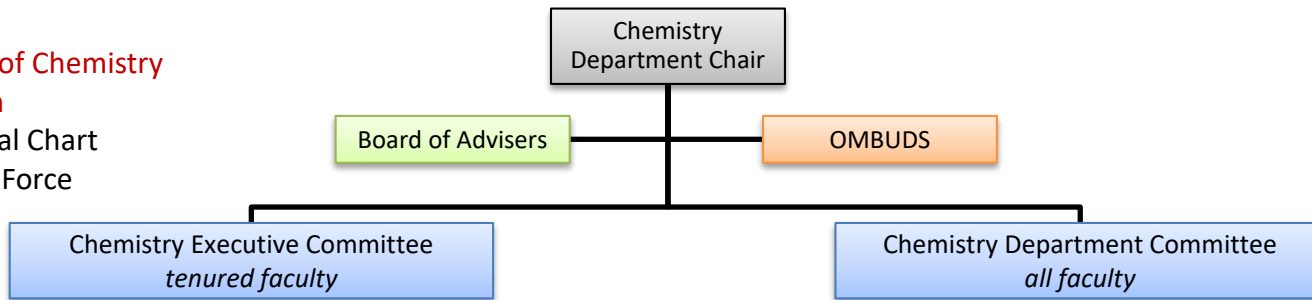 of Chemistry
al Chart
Force
Chemistry
Department Chair
Board of Advisers
OMBUDS
Chemistry Executive Committee
tenured faculty
Chemistry Department Committee
all faculty